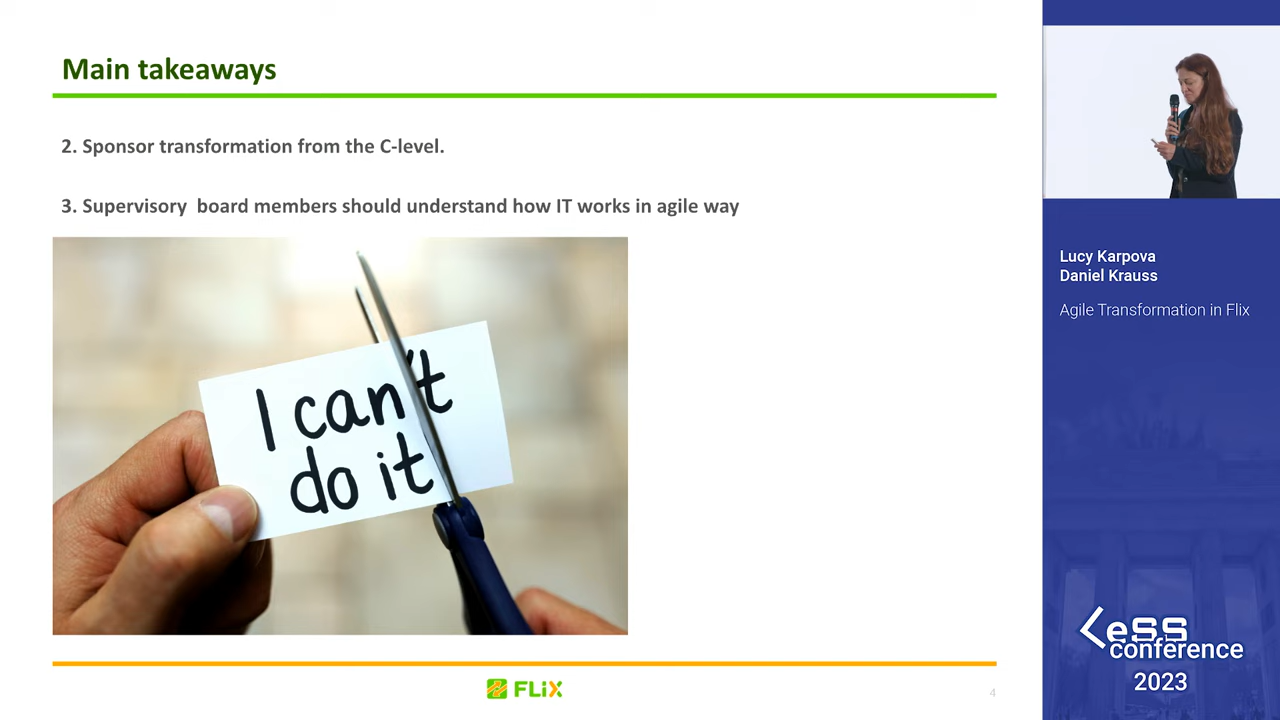 Main takeaways
2. Sponsor transformation from the C-level.
3. Supervisory board members should understand how IT works in agile way
I can't
do it
FLiX
4
Lucy Karpova
Daniel Krauss
Agile Transformation in Flix
LeSS
conference
2023